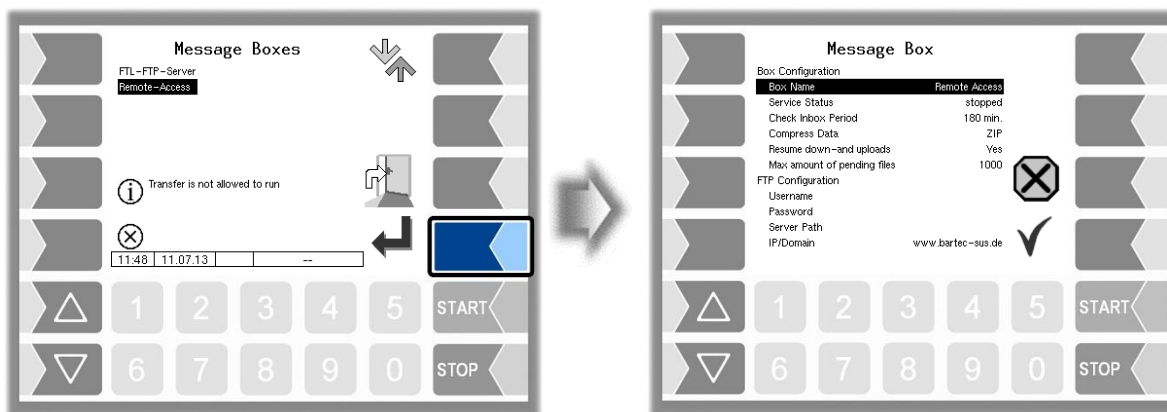 Message Boxes
FTL-FTP-Server
Remote-Access
Transfer is not allowed to run
11:48 11.07.13 --
1 2 3 4 5 START
6 7 8 9 0 STOP
Message Box
Box Configuration
Box Name Remote Access
Service Status stopped
Check Inbox Period 180 min.
Compress Data ZIP
Resume down-and uploads Yes
Max amount of pending files 1000
FTP Configuration
Username
Password
Server Path
IP/Domain www.bartec-sus.de
1 2 3 4 5 START
6 7 8 9 0 STOP